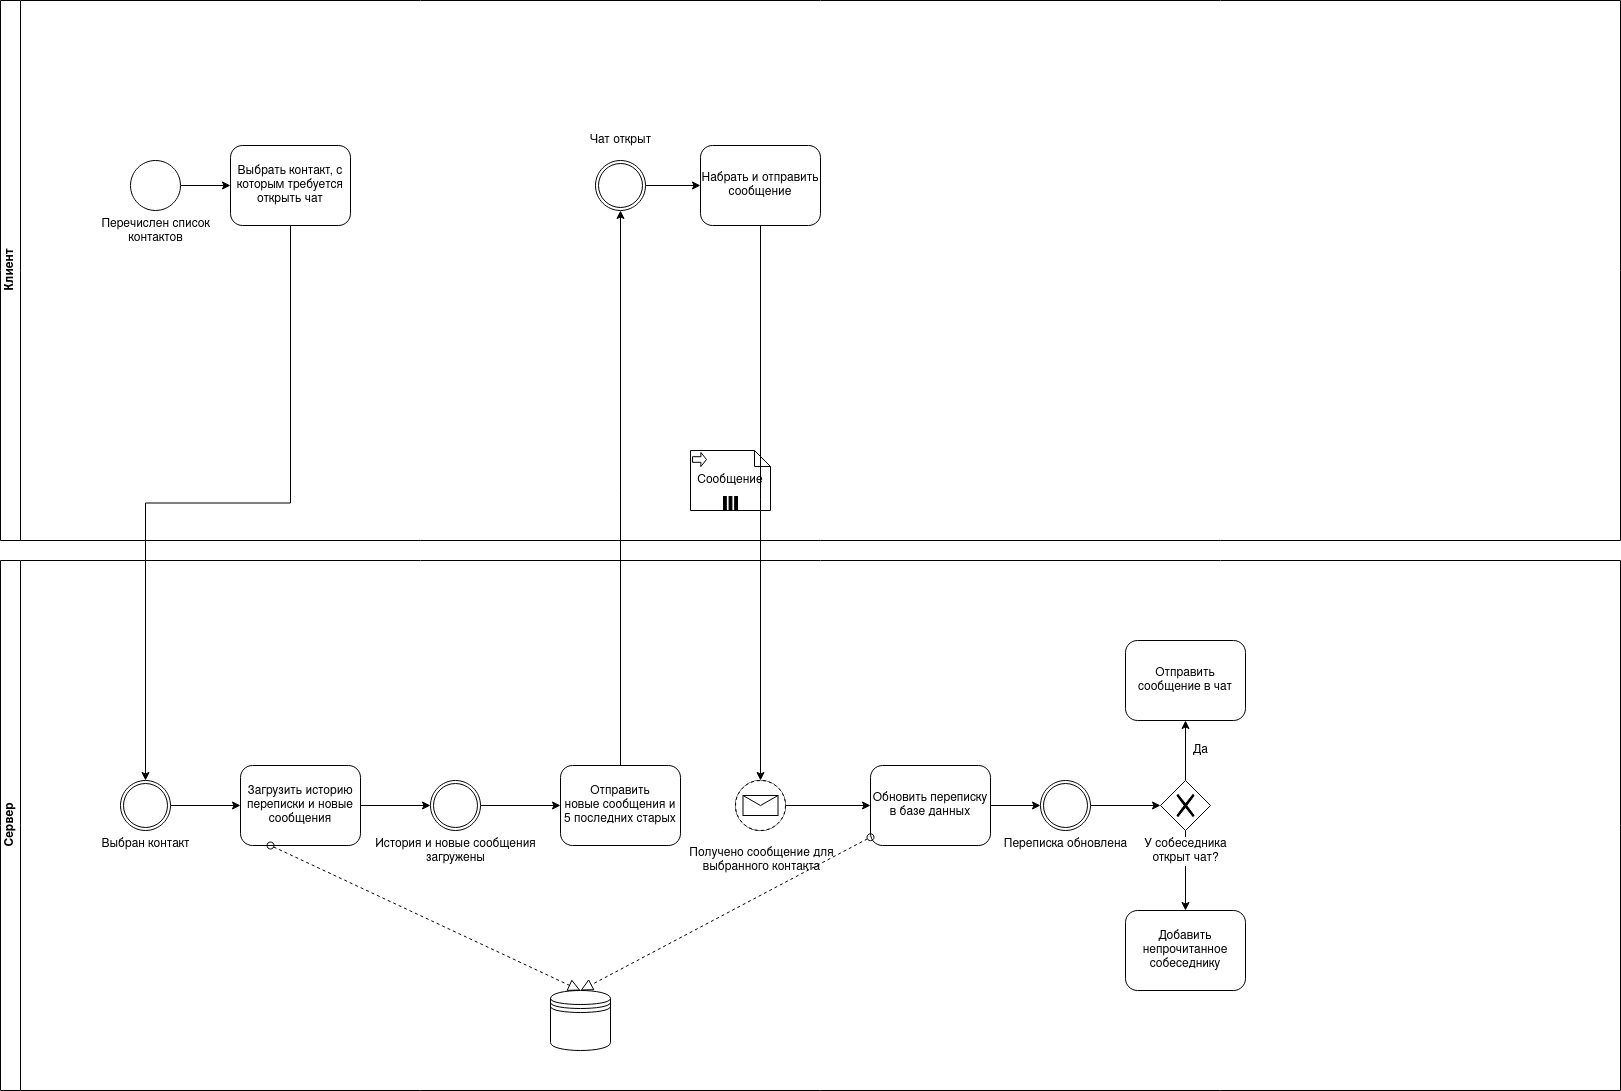 Клиент
Перечислен список
контактов
Выбрать контакт, с
которым требуется
открыть чат
Чат открыт
Набрать и отправить
сообщение
Сообщение
Сервер
Выбран контакт
Загрузить историю
переписки и новые
сообщения
История и новые сообщения
загружены
Отправить
новые сообщения и
5 последних старых
Получено сообщение для
выбранного контакта
Обновить переписку
в базе данных
Переписка обновлена
У собеседника
открыт чат?
Да
Отправить
сообщение в чат
Добавить
непрочитанное
собеседнику